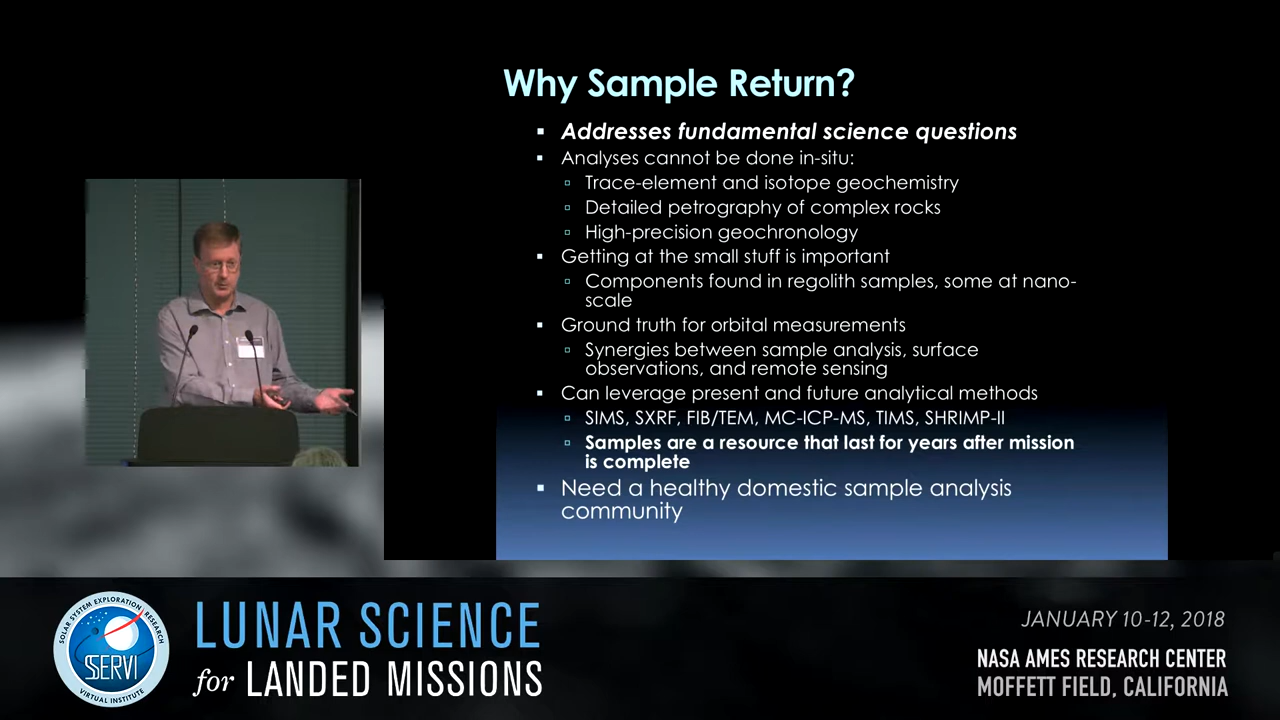 Why Sample Return?
Addresses fundamental science questions
Analyses cannot be done in-situ:
Trace-element and isotope geochemistry
Detailed petrography of complex rocks
High-precision geochronology
Getting at the small stuff is important
Components found in regolith samples, some at nano-
scale
Ground truth for orbital measurements
Synergies between sample analysis, surface
observations, and remote sensing
Can leverage present and future analytical methods
SIMS, SXRF, FIB/TEM, MC-ICP-MS, TIMS, SHRIMP-II
Samples are a resource that last for years after mission
is complete
Need a healthy domestic sample analysis
community
SOLAR SYSTEM EXPLORATION RESEARCH
SSERVI
VIRTUAL INSTITUTE
LUNAR SCIENCE
for LANDED MISSIONS
JANUARY 10-12, 2018
NASA AMES RESEARCH CENTER
MOFFETT FIELD, CALIFORNIA